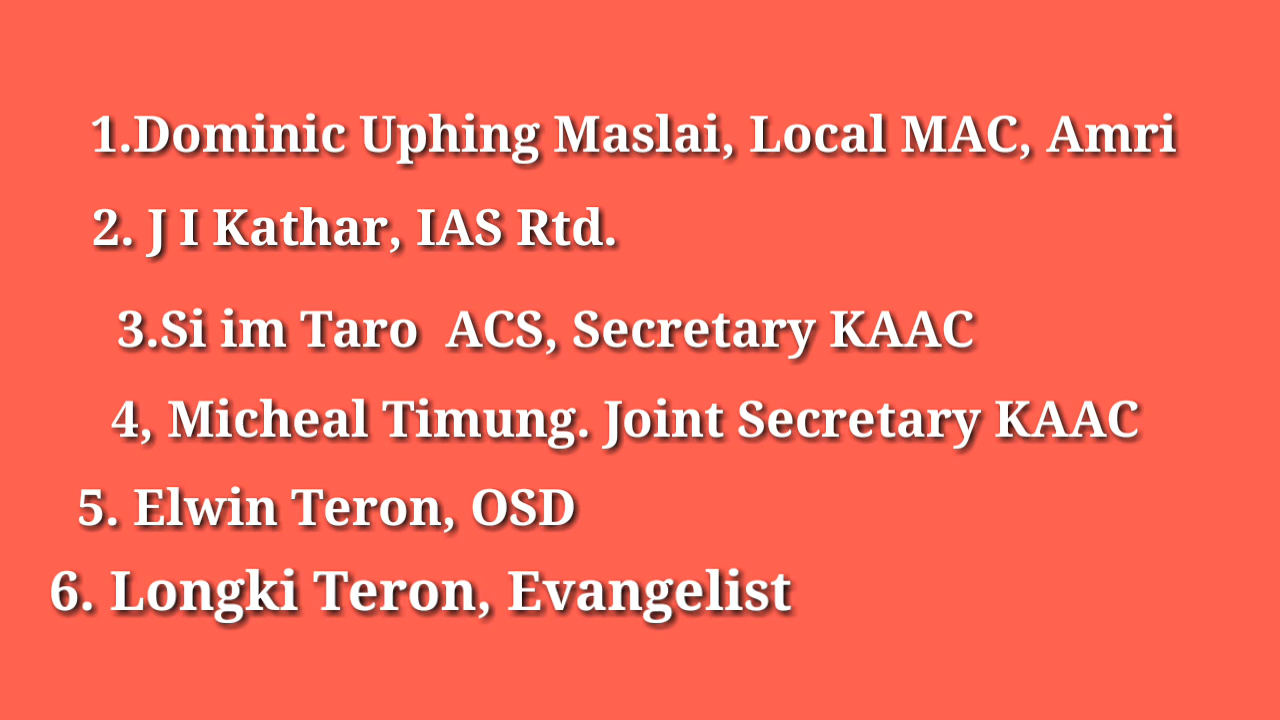 1.Dominic Uphing Maslai, Local MAC, Amri
2. J I Kathar, IAS Rtd.
3.Si im Taro  ACS, Secretary KAAC
4, Micheal Timung. Joint Secretary KAAC
5. Elwin Teron, OSD
6. Longki Teron, Evangelist